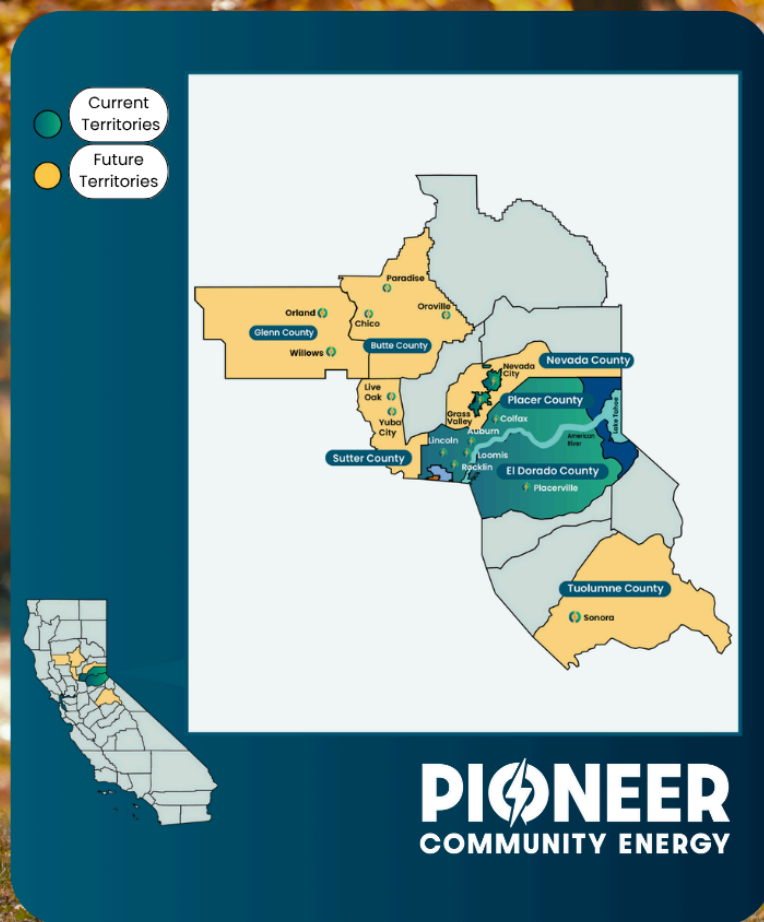 Current
Territories
Future
Territories
Paradise
Orland
Oroville
Chico
Glenn County
Butte County
Willows
Nevada County
Nevada
City
Live
Oak
Placer County
Grass
Valley
Colfax
Yuba
City
Auburn
Lake Tahoe
American
River
Lincoln
Loomis
Sutter County
Rocklin
El Dorado County
Placerville
Tuolumne County
Sonora
PIONEER
COMMUNITY ENERGY